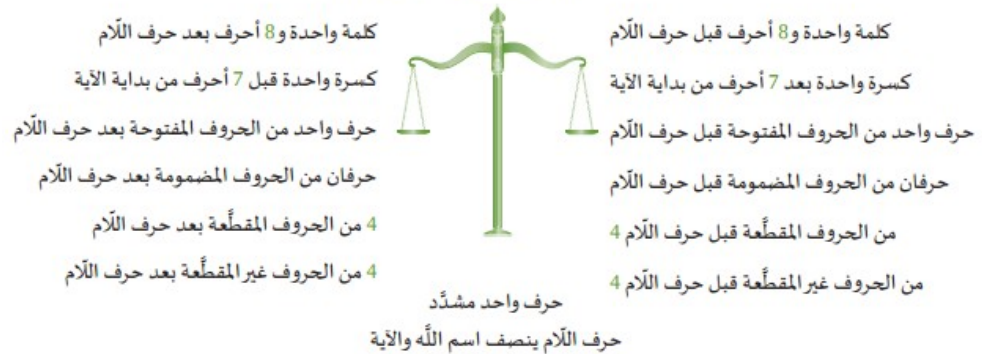 كلمة واحدة و8 أحرف قبل حرف اللّام
كسرة واحدة بعد 7 أحرف من بداية الآية
حرف واحد من الحروف المفتوحة قبل حرف اللّام
حرفان من الحروف المضمومة قبل حرف اللّام
من الحروف المقطَّعة قبل حرف اللّام 4
من الحروف غير المقطَّعة قبل حرف اللّام 4
كلمة واحدة و8 أحرف بعد حرف اللّام
كسرة واحدة قبل 7 أحرف من بداية الآية
حرف واحد من الحروف المفتوحة بعد حرف اللّام
حرفان من الحروف المضمومة بعد حرف اللّام
4 من الحروف المقطَّعة بعد حرف اللّام
4 من الحروف غير المقطَّعة بعد حرف اللّام
حرف واحد مشدَّد
حرف اللّام ينصف اسم اللَّه والآية